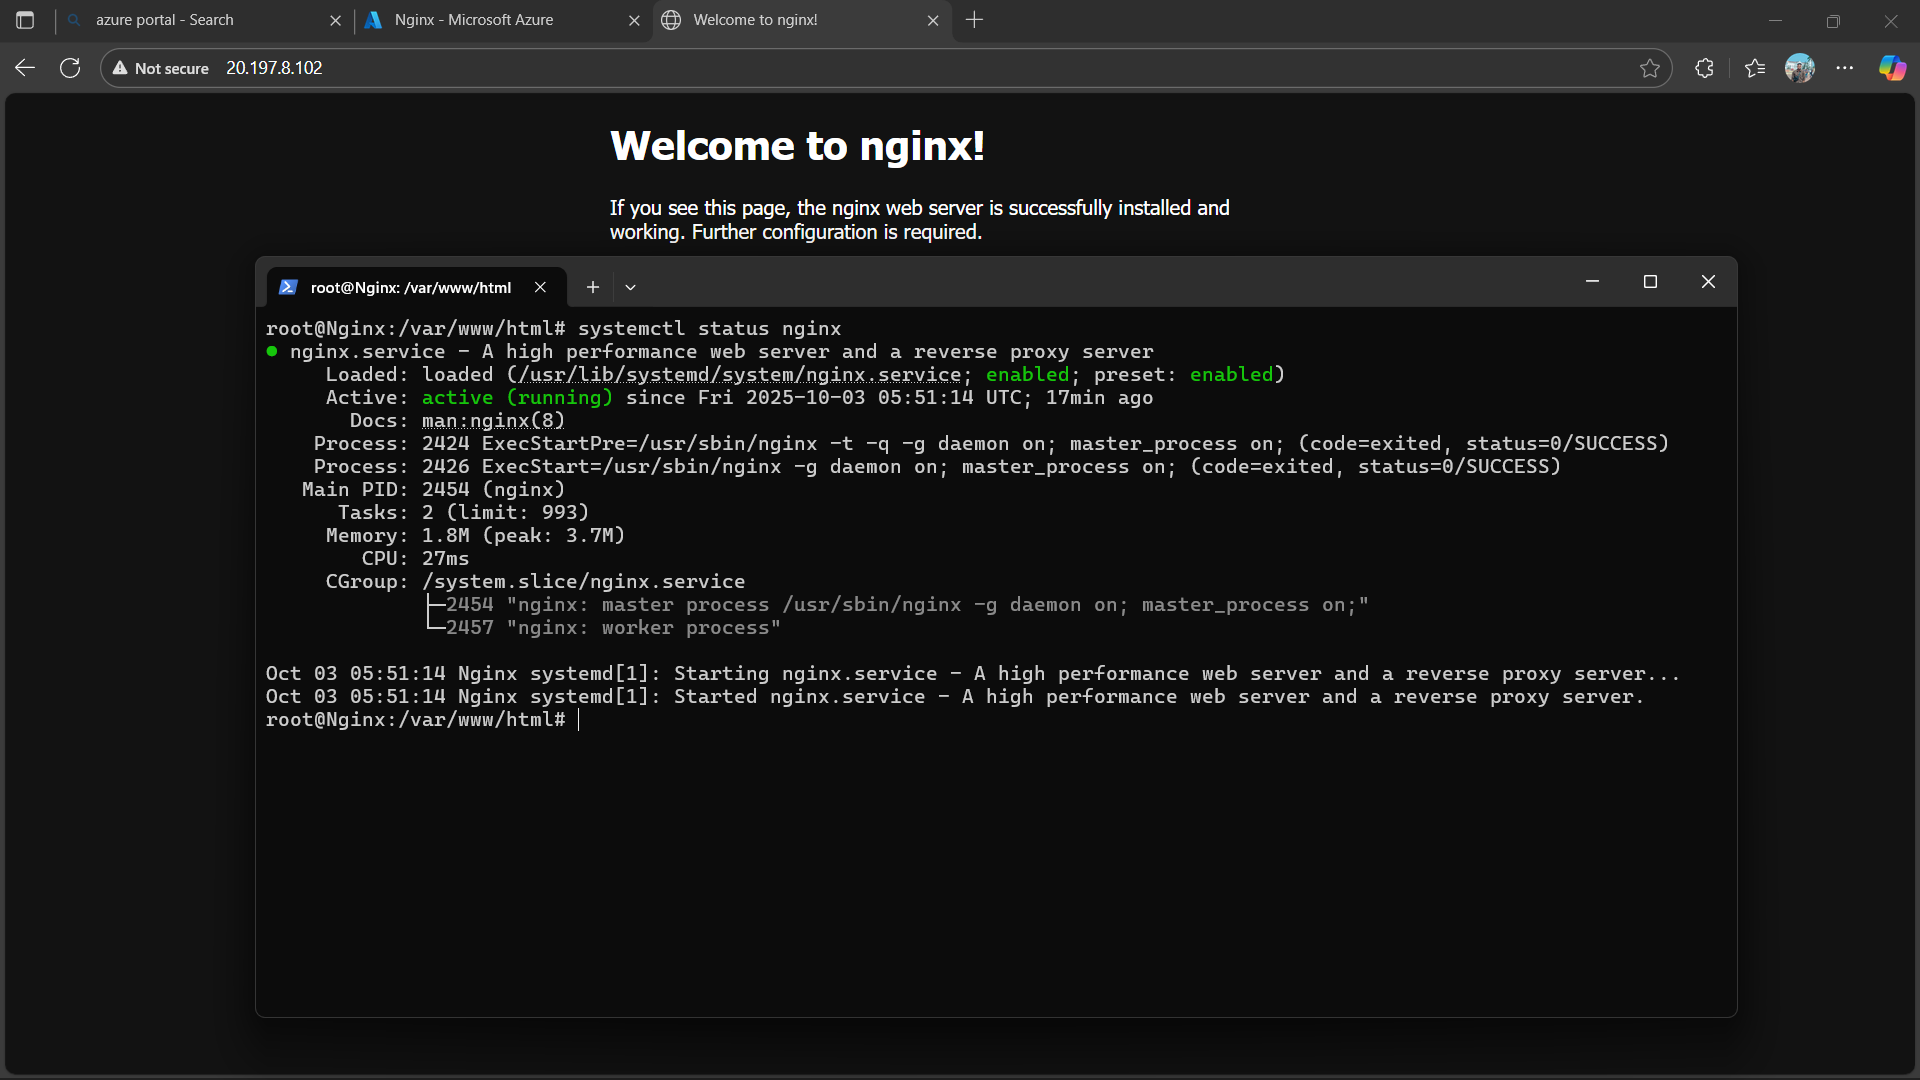 azure portal - Search
Nginx - Microsoft Azure
Welcome to nginx!
Not secure 20.197.8.102
Welcome to nginx!
If you see this page, the nginx web server is successfully installed and
working. Further configuration is required.
root@Nginx: /var/www/html
root@Nginx:/var/www/html# systemctl status nginx
● nginx.service - A high performance web server and a reverse proxy server
Loaded: loaded (/usr/lib/systemd/system/nginx.service; enabled; preset: enabled)
Active: active (running) since Fri 2025-10-03 05:51:14 UTC; 17min ago
Docs: man:nginx(8)
Process: 2424 ExecStartPre=/usr/sbin/nginx -t -q -g daemon on; master_process on; (code=exited, status=0/SUCCESS)
Process: 2426 ExecStart=/usr/sbin/nginx -g daemon on; master_process on; (code=exited, status=0/SUCCESS)
Main PID: 2454 (nginx)
Tasks: 2 (limit: 993)
Memory: 1.8M (peak: 3.7M)
CPU: 27ms
CGroup: /system.slice/nginx.service
├─2454 "nginx: master process /usr/sbin/nginx -g daemon on; master_process on;"
└─2457 "nginx: worker process"
Oct 03 05:51:14 Nginx systemd[1]: Starting nginx.service - A high performance web server and a reverse proxy server...
Oct 03 05:51:14 Nginx systemd[1]: Started nginx.service - A high performance web server and a reverse proxy server.
root@Nginx:/var/www/html#